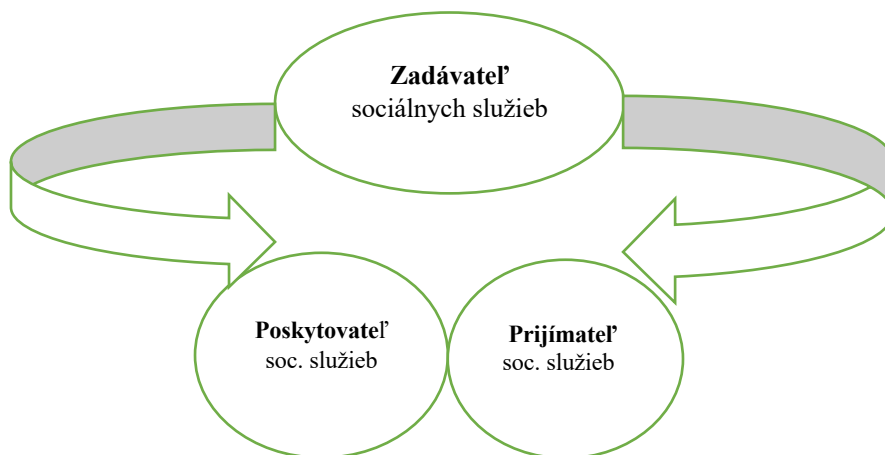 Zadávateľ
sociálnych služieb
Poskytovateľ
soc. služieb
Prijímateľ
soc. služieb